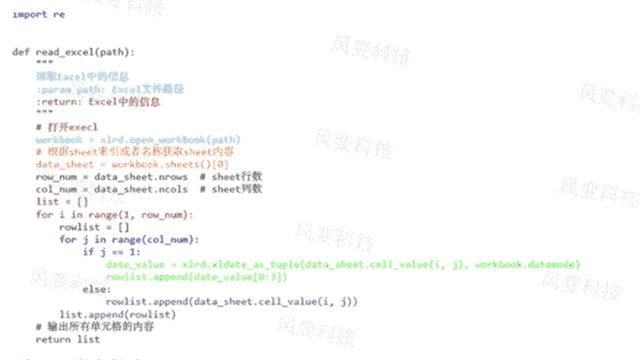 import re
def read_excel(path):
"""
读取Excel中的信息
:param path: Excel文件路径
:return: Excel中的信息
"""
# 打开execl
workbook = xlrd.open_workbook(path)
# 根据sheet索引或者名称获取sheet内容
data_sheet = workbook.sheets()[0]
row_num = data_sheet.nrows # sheet行数
col_num = data_sheet.ncols # sheet列数
list = []
for i in range(1, row_num):
rowlist = []
for j in range(col_num):
if j == 1:
date_value = xlrd.xldate_as_tuple(data_sheet.cell_value(i, j), workbook.datemode)
rowlist.append(date_value[0:3])
else:
rowlist.append(data_sheet.cell_value(i, j))
list.append(rowlist)
# 输出所有单元格的内容
return list
风变科技
风变科技
风变科技
风变科技
风变科技
风变科技
风变科技
风变科技